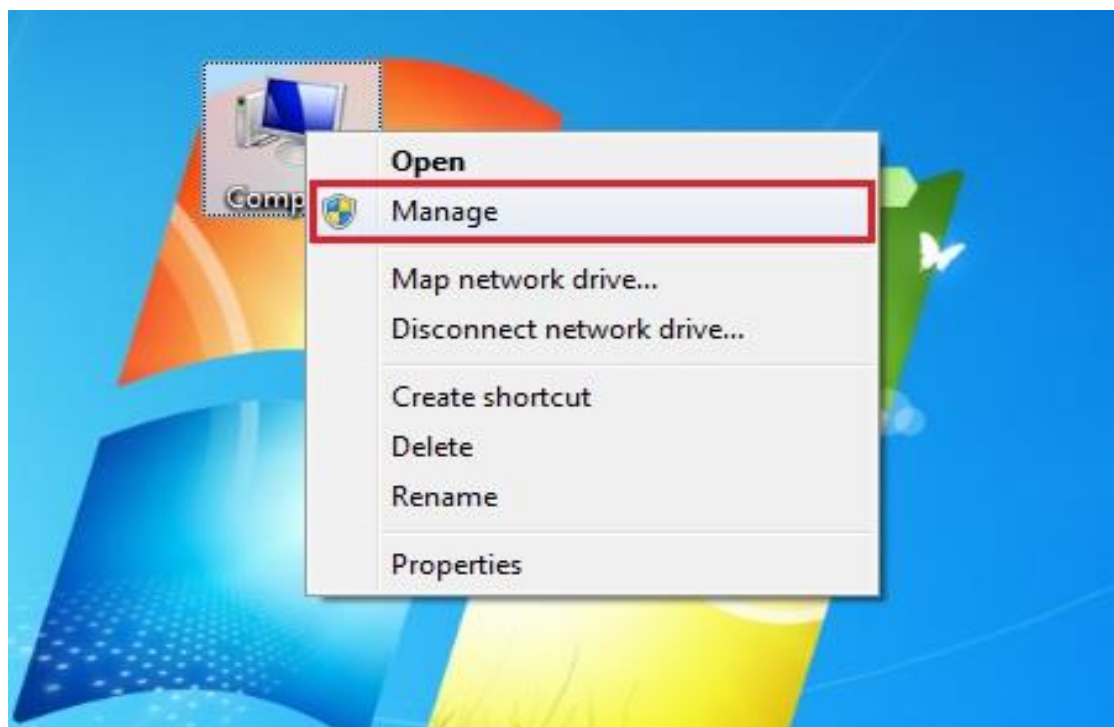 Comp
Open
Manage
Map network drive...
Disconnect network drive...
Create shortcut
Delete
Rename
Properties